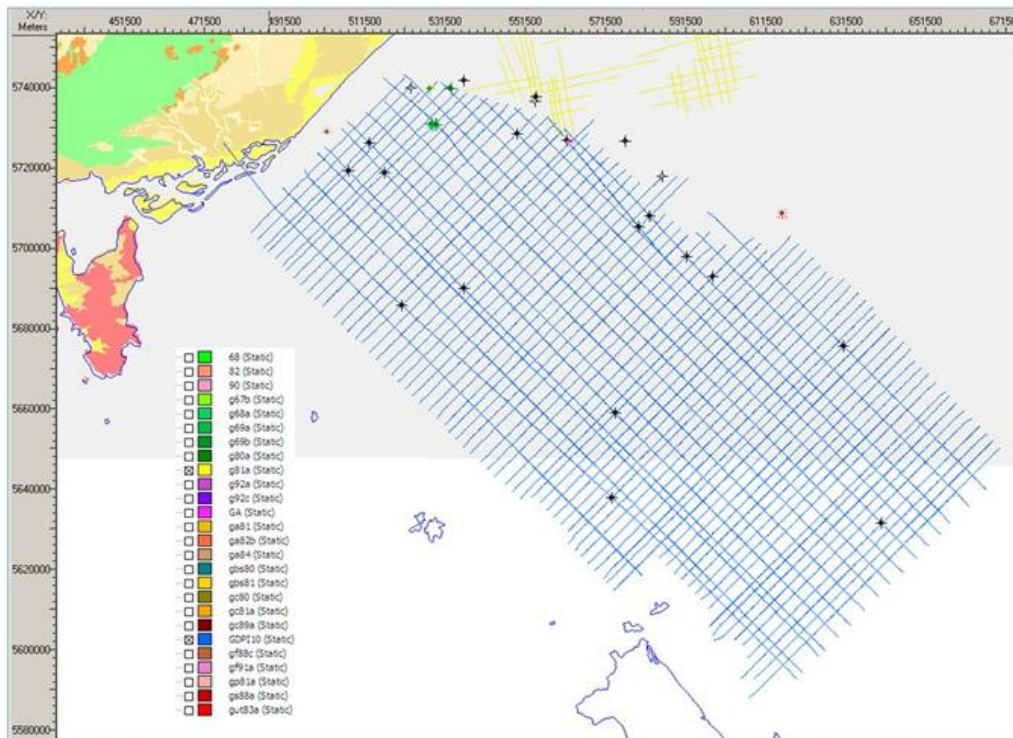 X/Y:
Meters
451500 471500 491500 511500 531500 551500 571500 591500 611500 631500 651500 6715
5740000
5720000
5700000
5680000
5660000
5640000
5620000
5600000
5580000
68 (Static)
82 (Static)
90 (Static)
g67b (Static)
g68a (Static)
g69a (Static)
g69b (Static)
g80a (Static)
g81a (Static)
g92a (Static)
g92c (Static)
GA (Static)
ga81 (Static)
ga82b (Static)
ga84 (Static)
gbs80 (Static)
gbs81 (Static)
gc80 (Static)
gc81a (Static)
gc89a (Static)
GDPI10 (Static)
gf88c (Static)
gf91a (Static)
gp81a (Static)
gs88a (Static)
gut83a (Static)